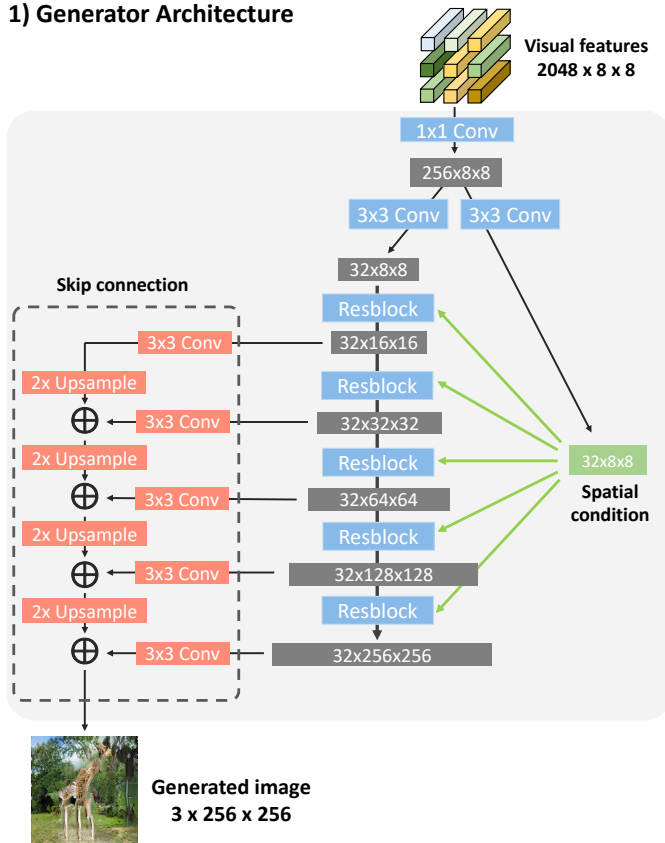 1) Generator Architecture
Visual features
2048 x 8 x 8
1x1 Conv
256x8x8
3x3 Conv
3x3 Conv
32x8x8
Skip connection
Resblock
3x3 Conv
32x16x16
2x Upsample
Resblock
3x3 Conv
32x32x32
2x Upsample
Resblock
32x8x8
Spatial
condition
3x3 Conv
32x64x64
2x Upsample
Resblock
3x3 Conv
32x128x128
2x Upsample
Resblock
3x3 Conv
32x256x256
Generated image
3 x 256 x 256